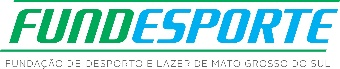 FUNDESPORTE
FUNDAÇÃO DE DESPORTO E LAZER DE MATO GROSSO DO SUL